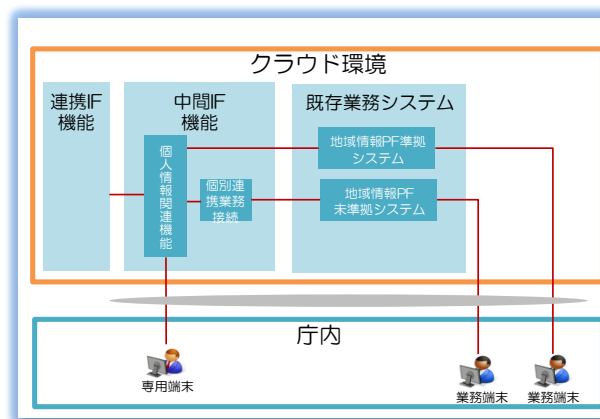 クラウド環境
連携IF
機能
中間IF
機能
既存業務システム
個人情報関連機能
個別連
携業務
接続
地域情報PF準拠
システム
地域情報PF
未準拠システム
庁内
専用端末
業務端末
業務端末